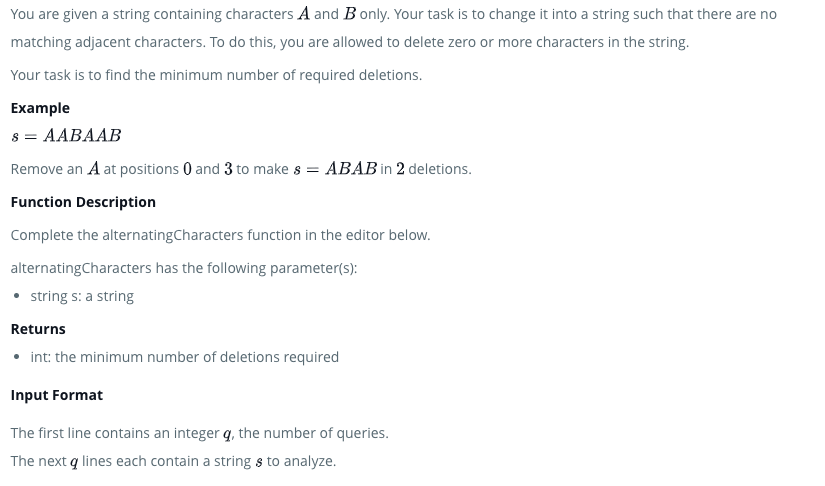 You are given a string containing characters A and B only. Your task is to change it into a string such that there are no
matching adjacent characters. To do this, you are allowed to delete zero or more characters in the string.
Your task is to find the minimum number of required deletions.
Example
s = AABAAB
Remove an A at positions 0 and 3 to make s = ABAB in 2 deletions.
Function Description
Complete the alternatingCharacters function in the editor below.
alternatingCharacters has the following parameter(s):
• string s: a string
Returns
• int: the minimum number of deletions required
Input Format
The first line contains an integer q, the number of queries.
The next q lines each contain a string s to analyze.